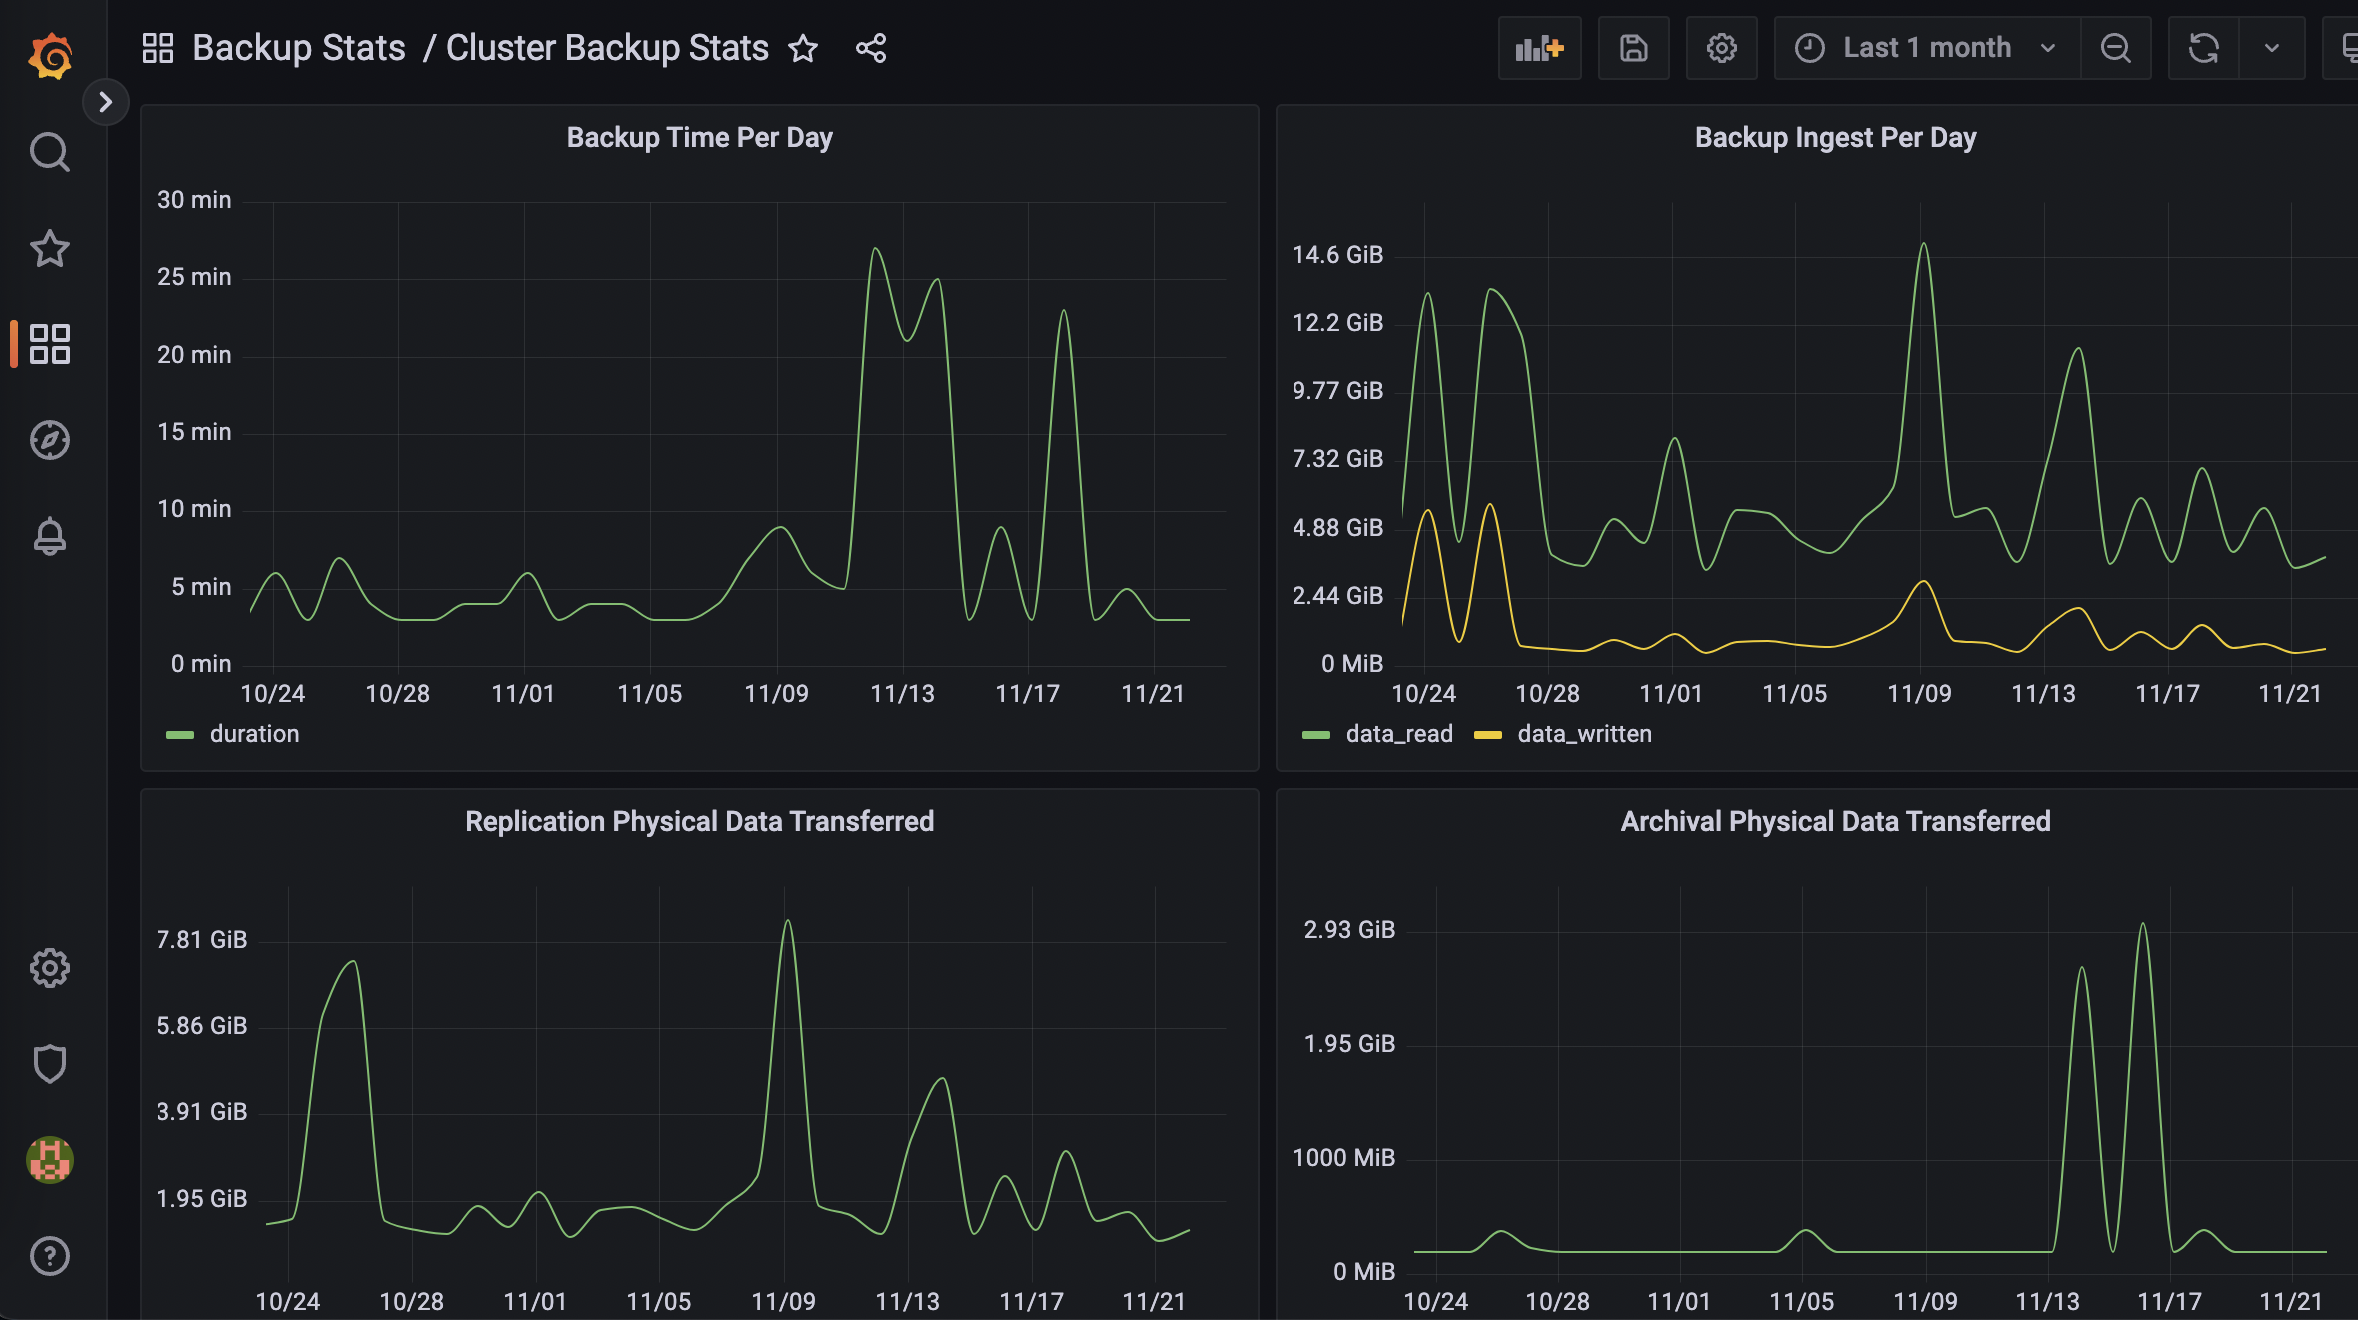 Backup Stats / Cluster Backup Stats
Last 1 month
Backup Time Per Day
30 min
25 min
20 min
15 min
10 min
5 min
0 min
10/24 10/28 11/01 11/05 11/09 11/13 11/17 11/21
duration
Backup Ingest Per Day
14.6 GiB
12.2 GiB
9.77 GiB
7.32 GiB
4.88 GiB
2.44 GiB
0 MiB
10/24 10/28 11/01 11/05 11/09 11/13 11/17 11/21
data_read data_written
Replication Physical Data Transferred
7.81 GiB
5.86 GiB
3.91 GiB
1.95 GiB
10/24 10/28 11/01 11/05 11/09 11/13 11/17 11/21
Archival Physical Data Transferred
2.93 GiB
1.95 GiB
1000 MiB
0 MiB
10/24 10/28 11/01 11/05 11/09 11/13 11/17 11/21